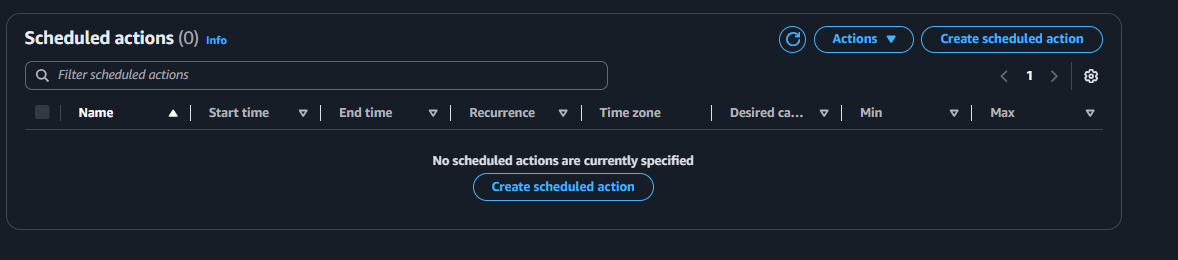 Scheduled actions (0) Info
Actions Create scheduled action
Filter scheduled actions
1
Name Start time End time Recurrence Time zone Desired ca... Min Max
No scheduled actions are currently specified
Create scheduled action